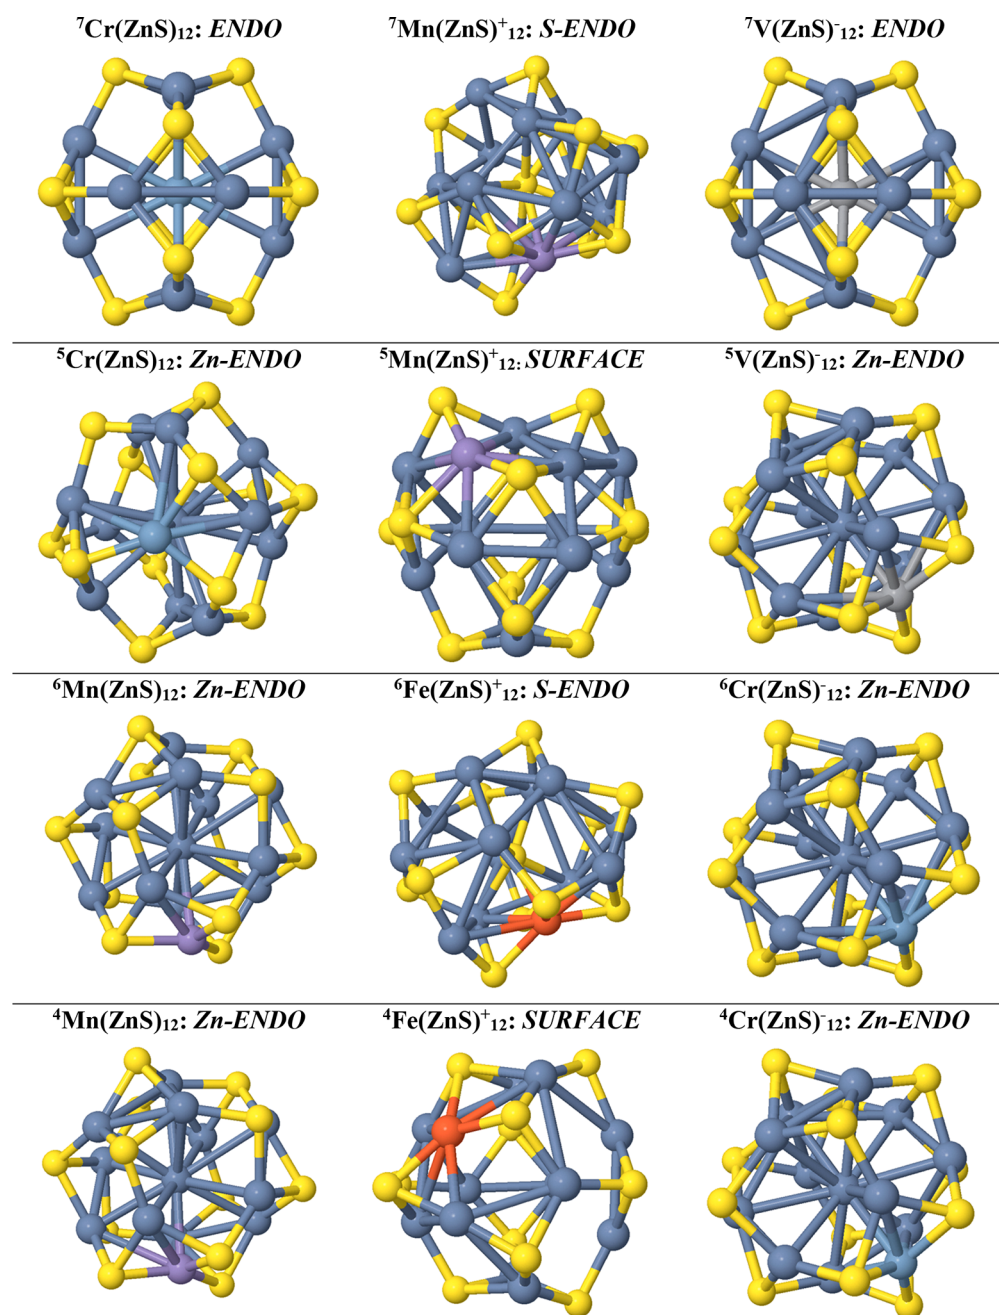 ⁷Cr(ZnS)₁₂: ENDO
⁷Mn(ZnS)⁺₁₂: S-ENDO
⁷V(ZnS)⁻₁₂: ENDO
⁵Cr(ZnS)₁₂: Zn-ENDO
⁵Mn(ZnS)⁺₁₂: SURFACE
⁵V(ZnS)⁻₁₂: Zn-ENDO
⁶Mn(ZnS)₁₂: Zn-ENDO
⁶Fe(ZnS)⁺₁₂: S-ENDO
⁶Cr(ZnS)⁻₁₂: Zn-ENDO
⁴Mn(ZnS)₁₂: Zn-ENDO
⁴Fe(ZnS)⁺₁₂: SURFACE
⁴Cr(ZnS)⁻₁₂: Zn-ENDO